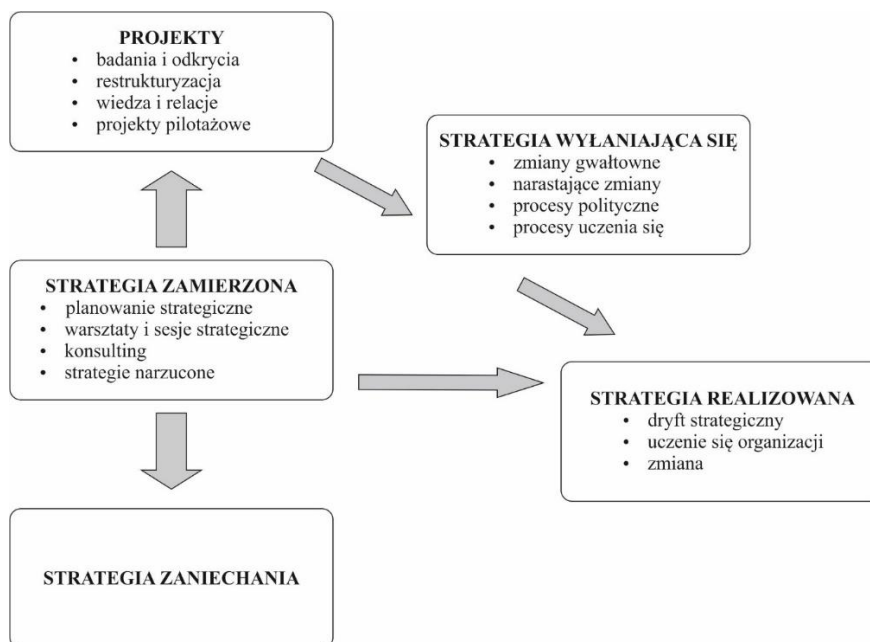 PROJEKTY
• badania i odkrycia
• restrukturyzacja
• wiedza i relacje
• projekty pilotażowe
STRATEGIA WYŁANIAJĄCA SIĘ
• zmiany gwałtowne
• narastające zmiany
• procesy polityczne
• procesy uczenia się
STRATEGIA ZAMIERZONA
• planowanie strategiczne
• warsztaty i sesje strategiczne
• konsulting
• strategie narzucone
STRATEGIA REALIZOWANA
• dryft strategiczny
• uczenie się organizacji
• zmiana
STRATEGIA ZANIECHANIA